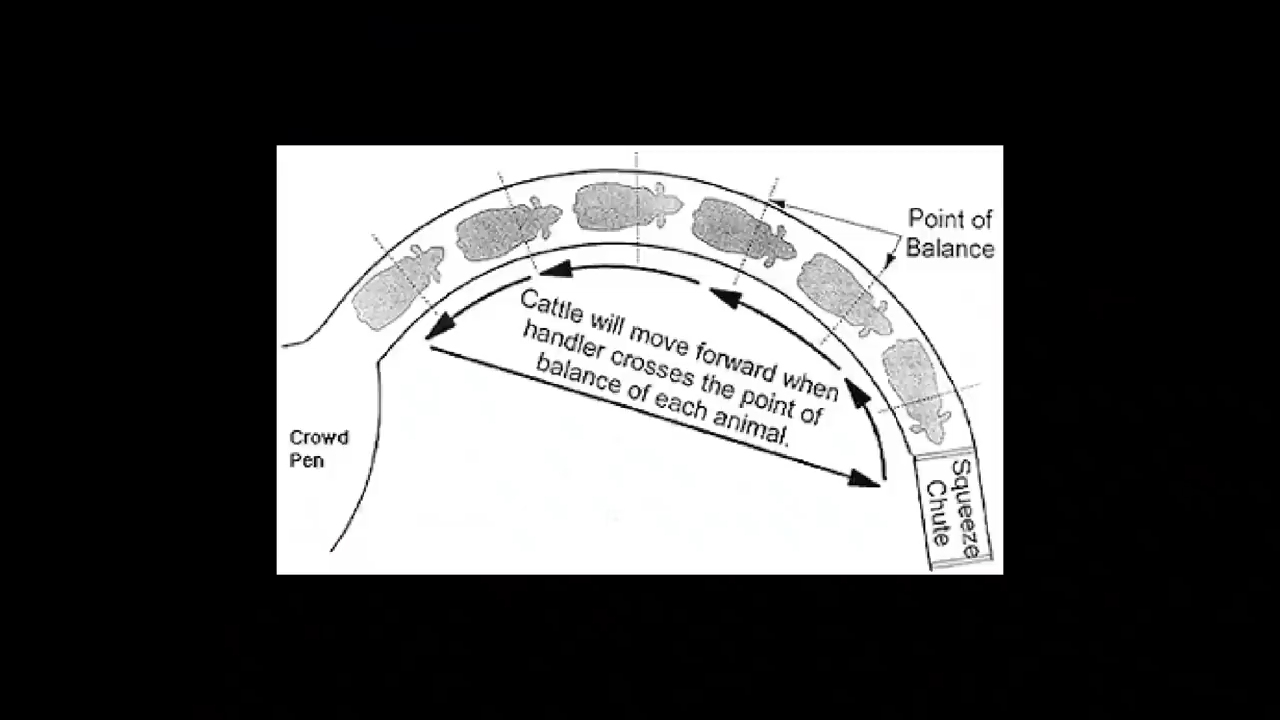 Point of
Balance
Cattle will move forward when
handler crosses the point of
balance of each animal.
Crowd
Pen
Squeeze
Chute